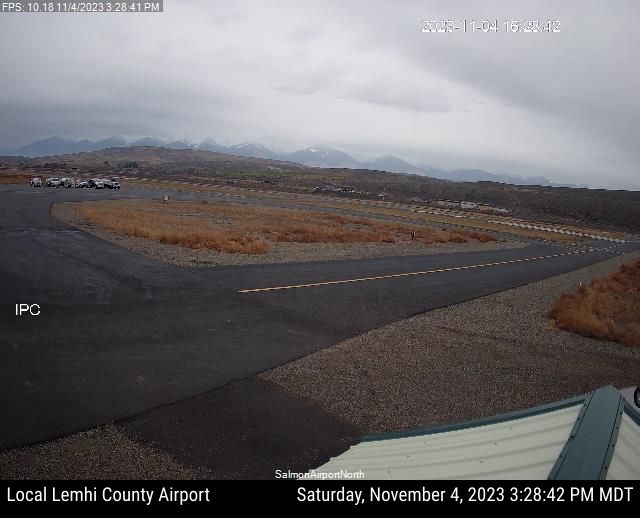 FPS: 10.18 11/4/2023 3:28:41 PM
2023-11-04 16:28:42
IPC
SalmonAirportNorth
Local Lemhi County Airport
Saturday, November 4, 2023 3:28:42 PM MDT